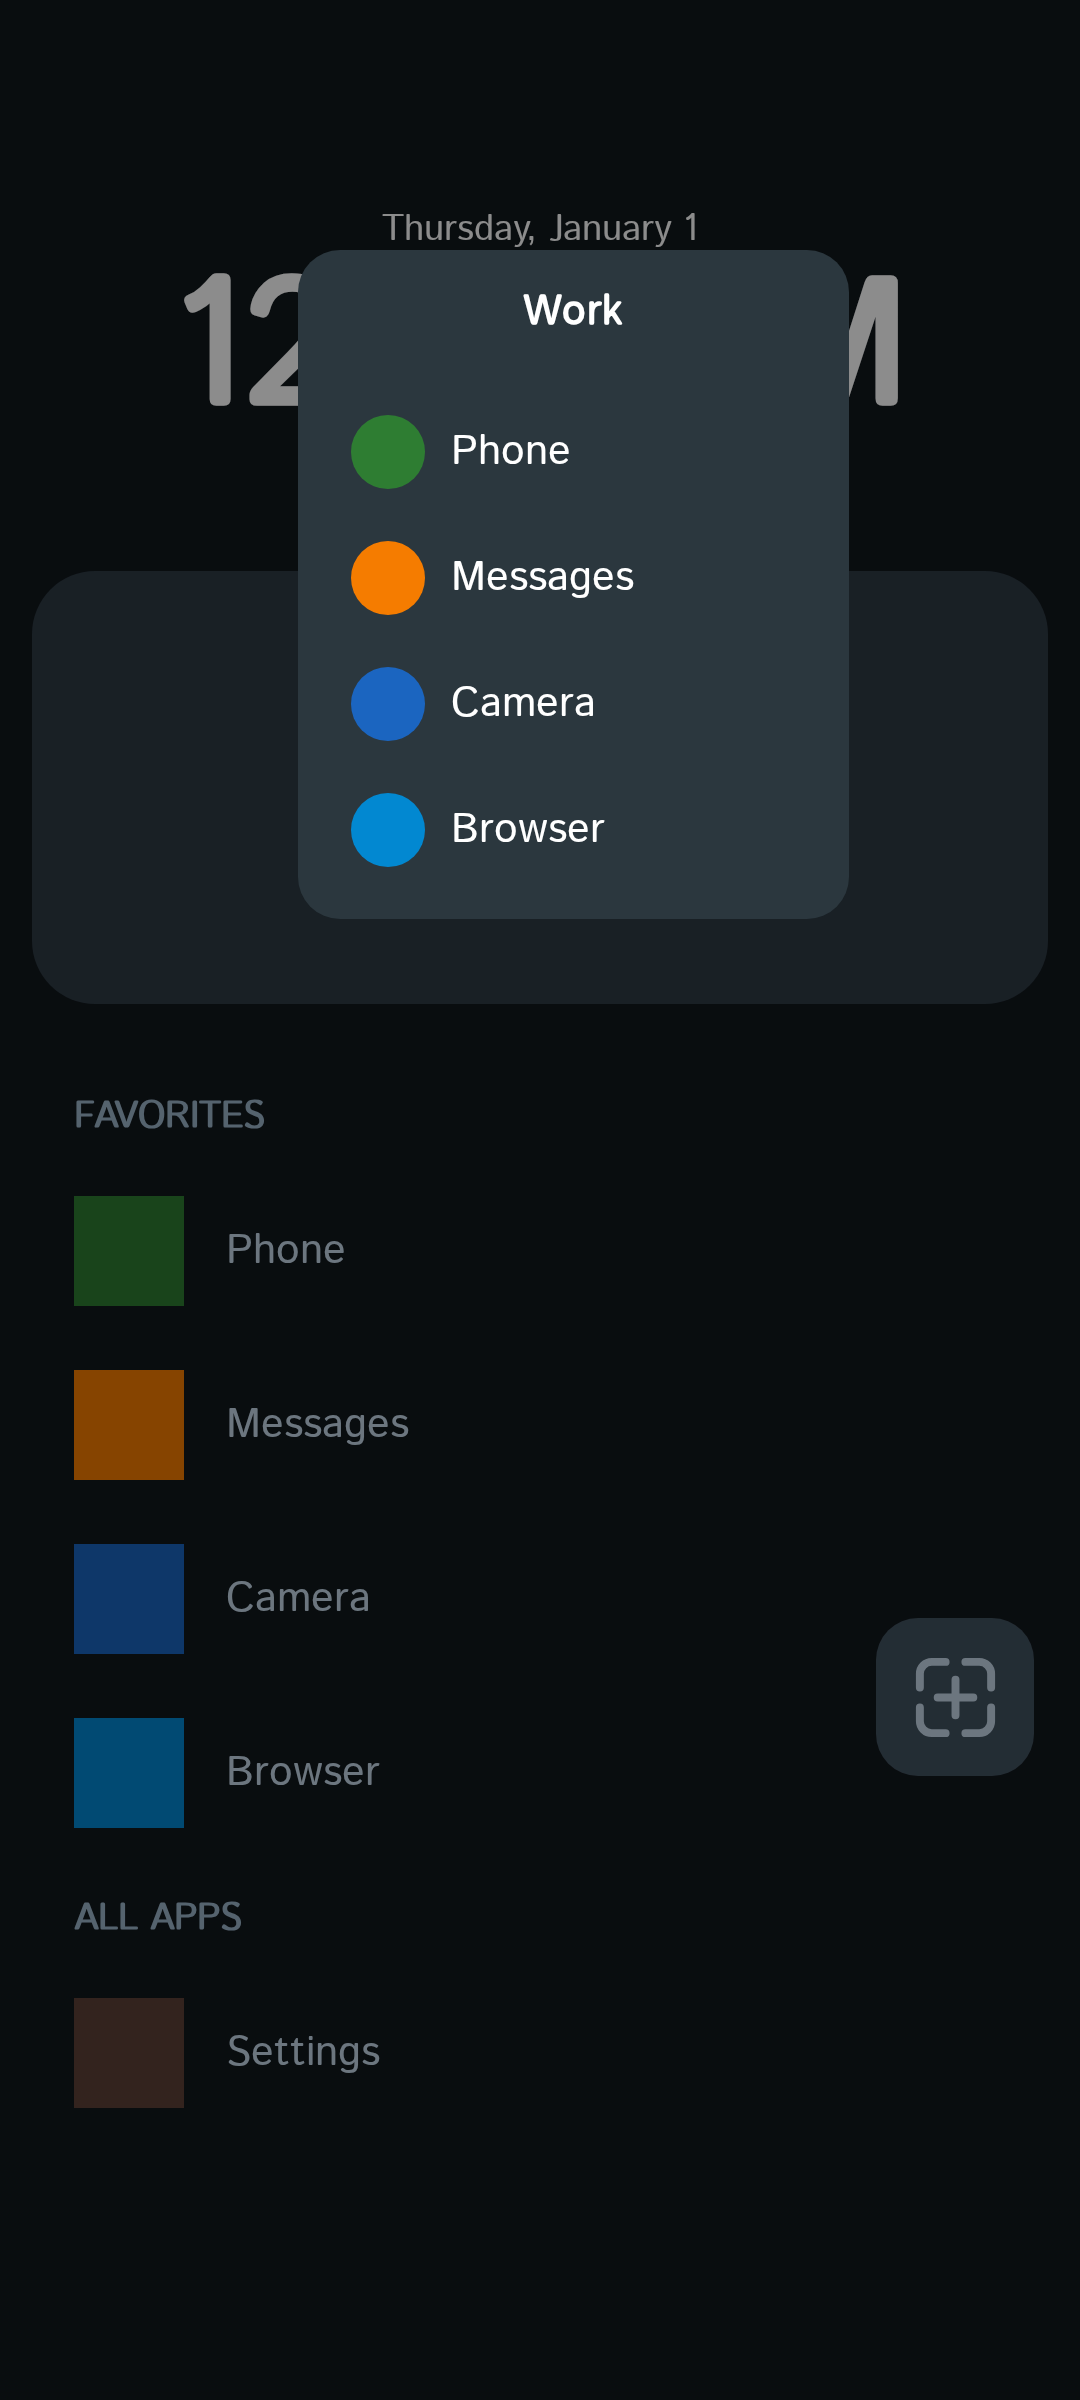 Thursday, January 1
Work
Phone
Messages
Camera
Browser
FAVORITES
Phone
Messages
Camera
Browser
ALL APPS
Settings